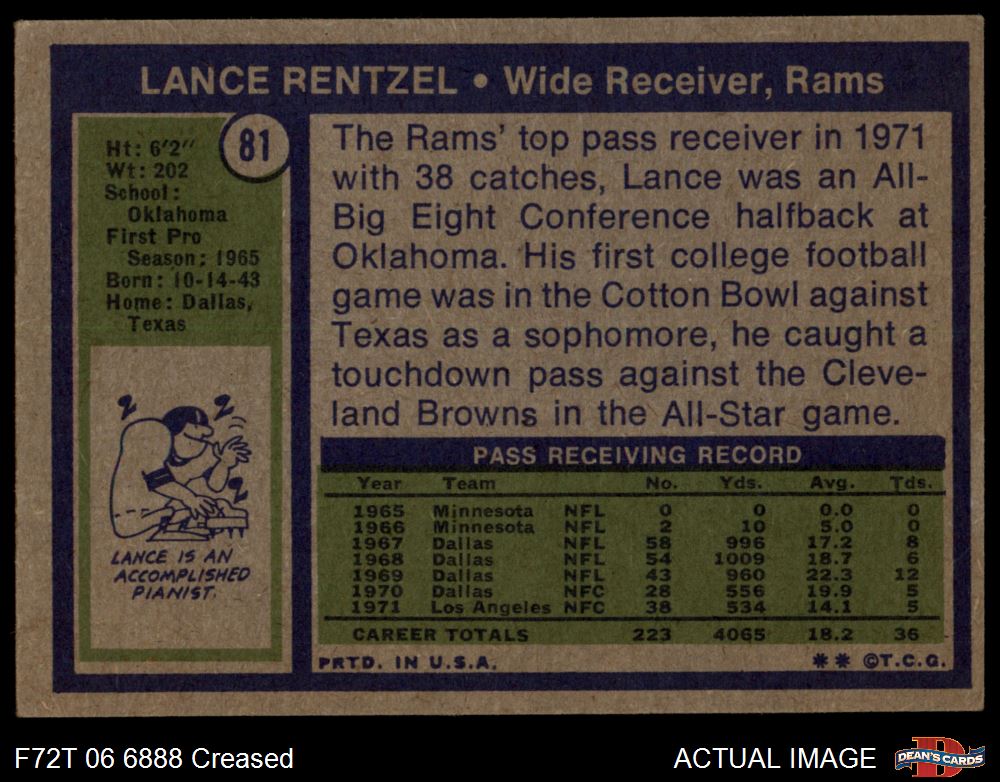 LANCE RENTZEL • Wide Receiver, Rams
81
Ht: 6'2"
Wt: 202
School:
Oklahoma
First Pro
Season: 1965
Born: 10-14-43
Home: Dallas,
Texas
LANCE IS AN
ACCOMPLISHED
PIANIST.
The Rams' top pass receiver in 1971
with 38 catches, Lance was an All-
Big Eight Conference halfback at
Oklahoma. His first college football
game was in the Cotton Bowl against
Texas as a sophomore, he caught a
touchdown pass against the Cleve-
land Browns in the All-Star game.
PASS RECEIVING RECORD
Year Team No. Yds. Avg. Tds.
1965 Minnesota NFL 0 0 0.0 0
1966 Minnesota NFL 2 10 5.0 0
1967 Dallas NFL 58 996 17.2 8
1968 Dallas NFL 54 1009 18.7 6
1969 Dallas NFL 43 960 22.3 12
1970 Dallas NFC 28 556 19.9 5
1971 Los Angeles NFC 38 534 14.1 5
CAREER TOTALS 223 4065 18.2 36
PRTD. IN U.S.A. ** ©T.C.G.
F72T 06 6888 Creased ACTUAL IMAGE D DEAN'S CARDS